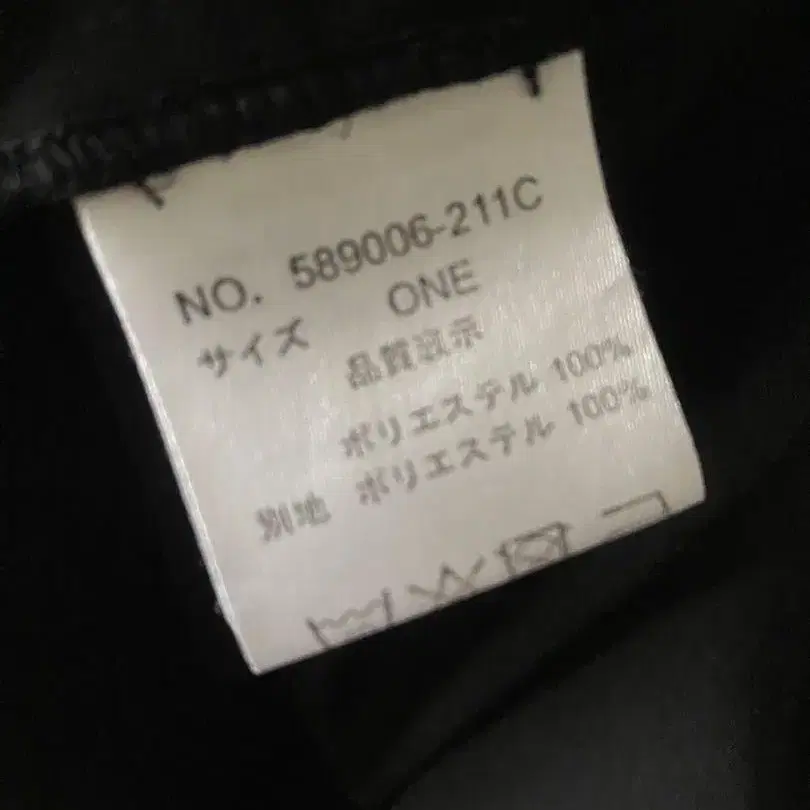 NO. 589006-211C
サイズ ONE
品質表示
ポリエステル 100%
別地 ポリエステル 100%